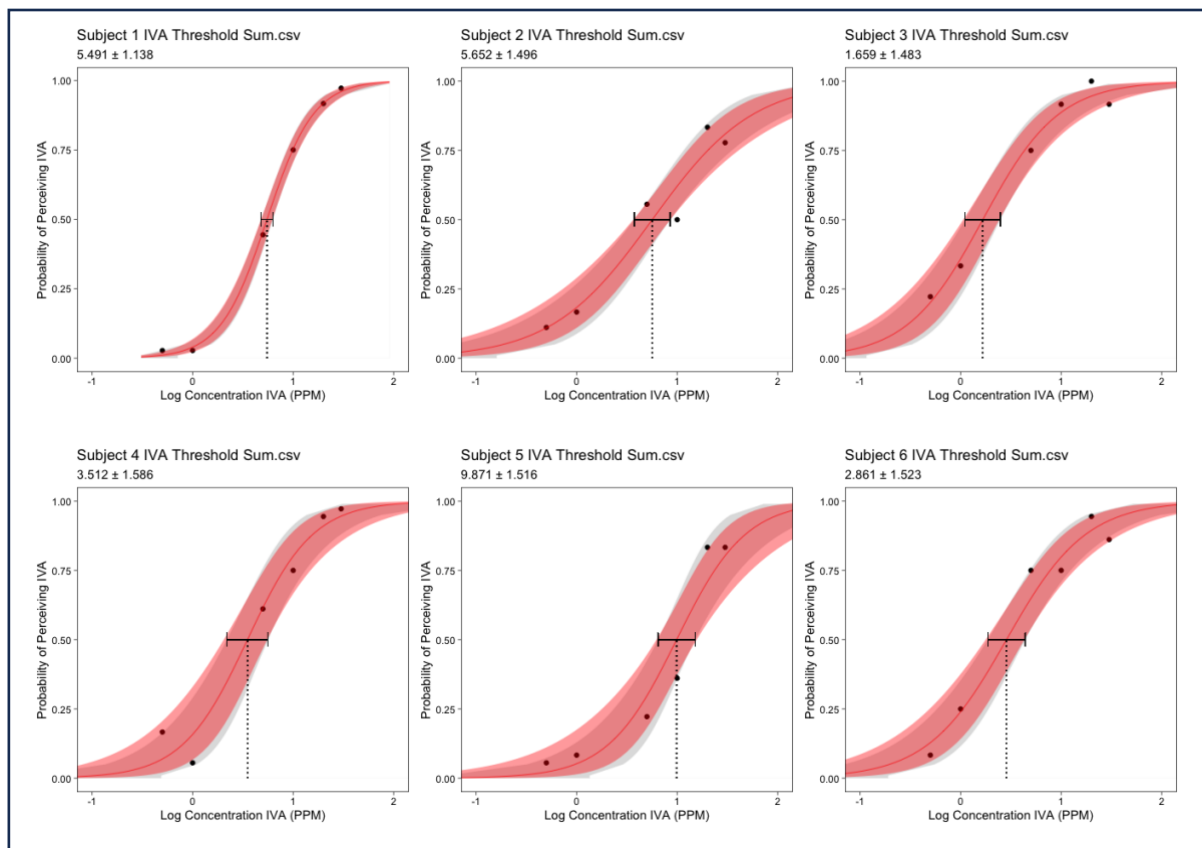 Subject 1 IVA Threshold Sum.csv
5.491 ± 1.138
1.00
0.75
0.50
0.25
0.00
Probability of Perceiving IVA
-1 0 1 2
Log Concentration IVA (PPM)
Subject 2 IVA Threshold Sum.csv
5.652 ± 1.496
1.00
0.75
0.50
0.25
0.00
Probability of Perceiving IVA
-1 0 1 2
Log Concentration IVA (PPM)
Subject 3 IVA Threshold Sum.csv
1.659 ± 1.483
1.00
0.75
0.50
0.25
0.00
Probability of Perceiving IVA
-1 0 1 2
Log Concentration IVA (PPM)
Subject 4 IVA Threshold Sum.csv
3.512 ± 1.586
1.00
0.75
0.50
0.25
0.00
Probability of Perceiving IVA
-1 0 1 2
Log Concentration IVA (PPM)
Subject 5 IVA Threshold Sum.csv
9.871 ± 1.516
1.00
0.75
0.50
0.25
0.00
Probability of Perceiving IVA
-1 0 1 2
Log Concentration IVA (PPM)
Subject 6 IVA Threshold Sum.csv
2.861 ± 1.523
1.00
0.75
0.50
0.25
0.00
Probability of Perceiving IVA
-1 0 1 2
Log Concentration IVA (PPM)